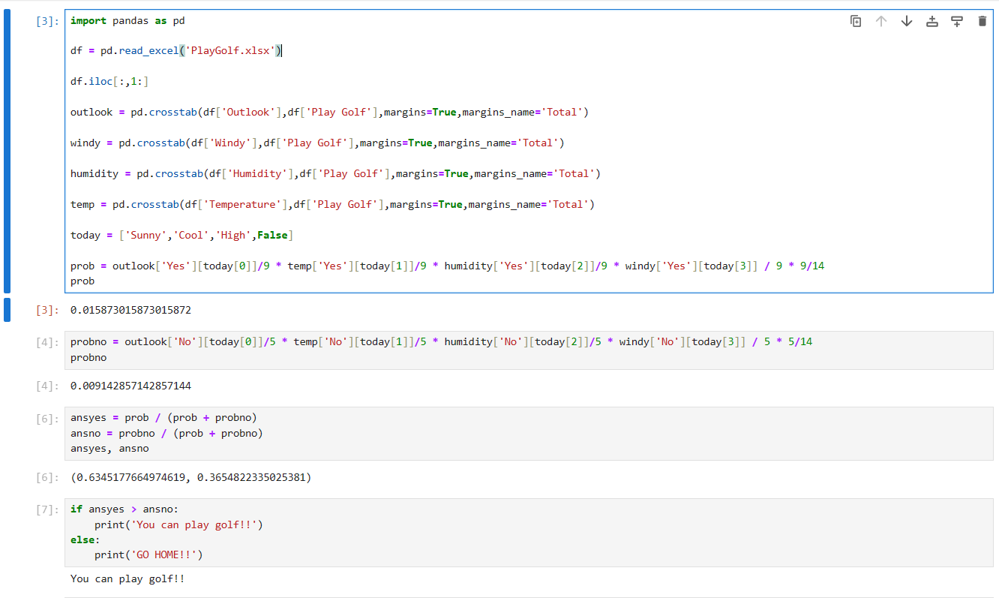 [3]:
import pandas as pd
df = pd.read_excel('PlayGolf.xlsx')
df.iloc[:,1:]
outlook = pd.crosstab(df['Outlook'],df['Play Golf'],margins=True,margins_name='Total')
windy = pd.crosstab(df['Windy'],df['Play Golf'],margins=True,margins_name='Total')
humidity = pd.crosstab(df['Humidity'],df['Play Golf'],margins=True,margins_name='Total')
temp = pd.crosstab(df['Temperature'],df['Play Golf'],margins=True,margins_name='Total')
today = ['Sunny','Cool','High',False]
prob = outlook['Yes'][today[0]]/9 * temp['Yes'][today[1]]/9 * humidity['Yes'][today[2]]/9 * windy['Yes'][today[3]] / 9 * 9/14
prob
[3]: 0.015873015873015872
[4]: probno = outlook['No'][today[0]]/5 * temp['No'][today[1]]/5 * humidity['No'][today[2]]/5 * windy['No'][today[3]] / 5 * 5/14
probno
[4]: 0.009142857142857144
[6]: ansyes = prob / (prob + probno)
ansno = probno / (prob + probno)
ansyes, ansno
[6]: (0.6345177664974619, 0.3654822335025381)
[7]: if ansyes > ansno:
    print('You can play golf!!')
else:
    print('GO HOME!!')
You can play golf!!